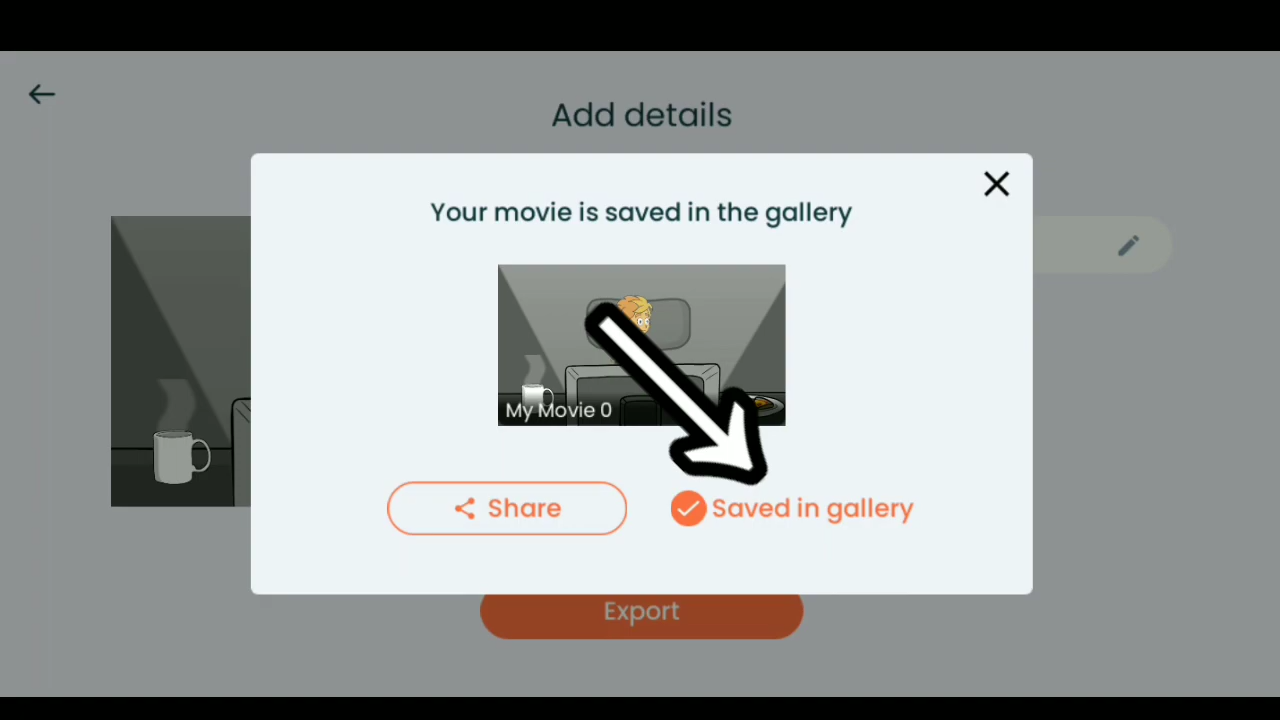 Add details
Your movie is saved in the gallery
My Movie 0
Share
Saved in gallery
Export